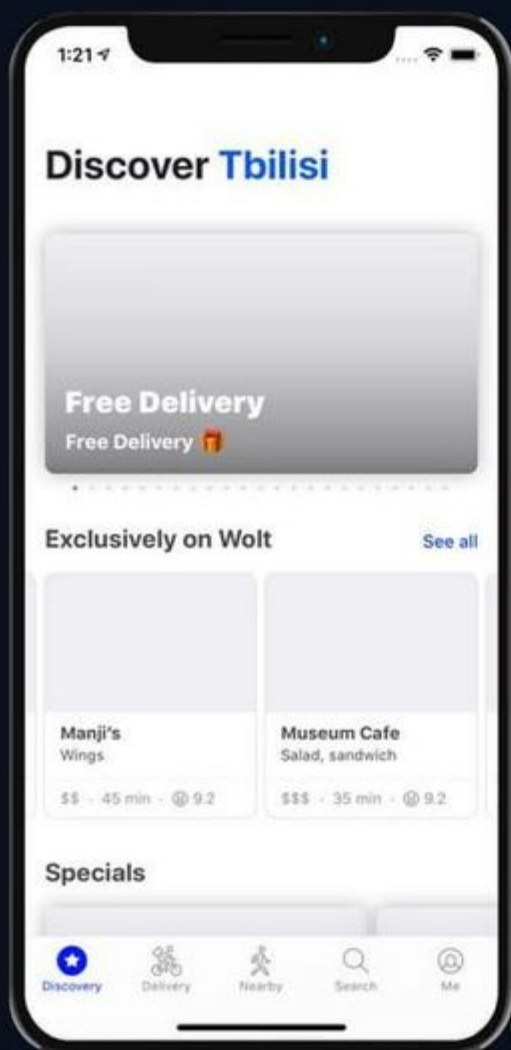 1:21
Discover Tbilisi
Free Delivery
Free Delivery 🎁
Exclusively on Wolt
See all
Manji's
Wings
$$ · 45 min · 9.2
Museum Cafe
Salad, sandwich
$$$ · 35 min · 9.2
Specials
Discovery
Delivery
Nearby
Search
Me